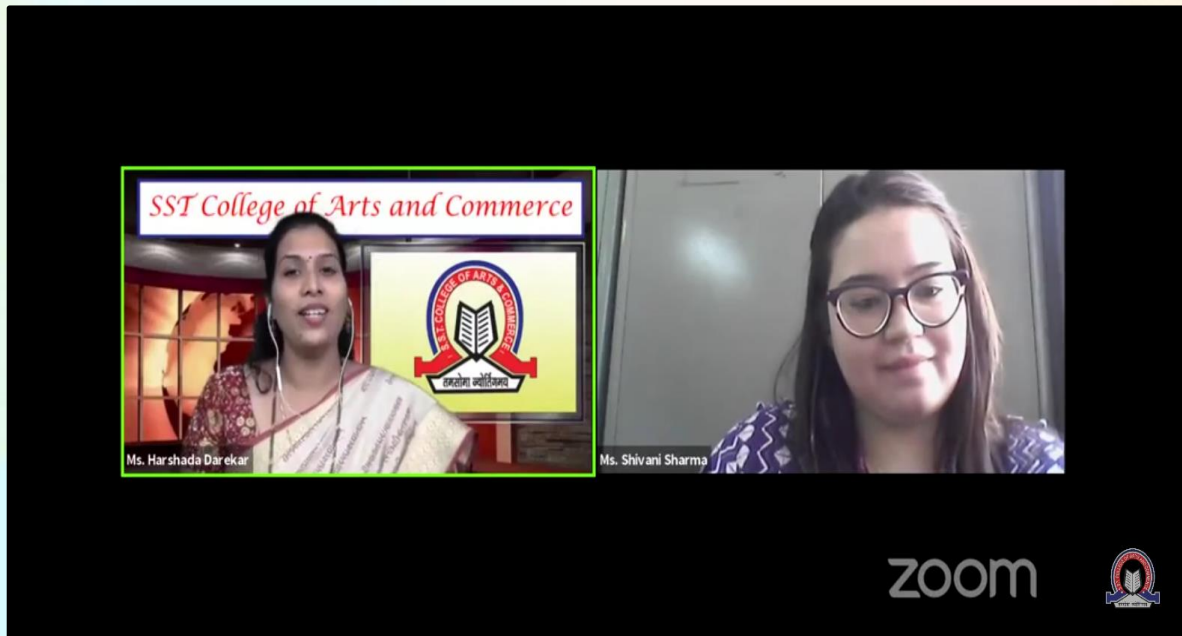 SST College of Arts and Commerce
S.S.T. COLLEGE OF ARTS & COMMERCE
तमसोमा ज्योर्तिगमय
Ms. Harshada Darekar
Ms. Shivani Sharma
zoom